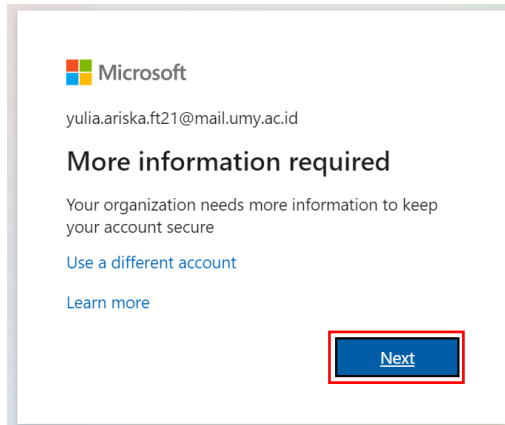 Microsoft
yulia.ariska.ft21@mail.umy.ac.id
More information required
Your organization needs more information to keep
your account secure
Use a different account
Learn more
Next